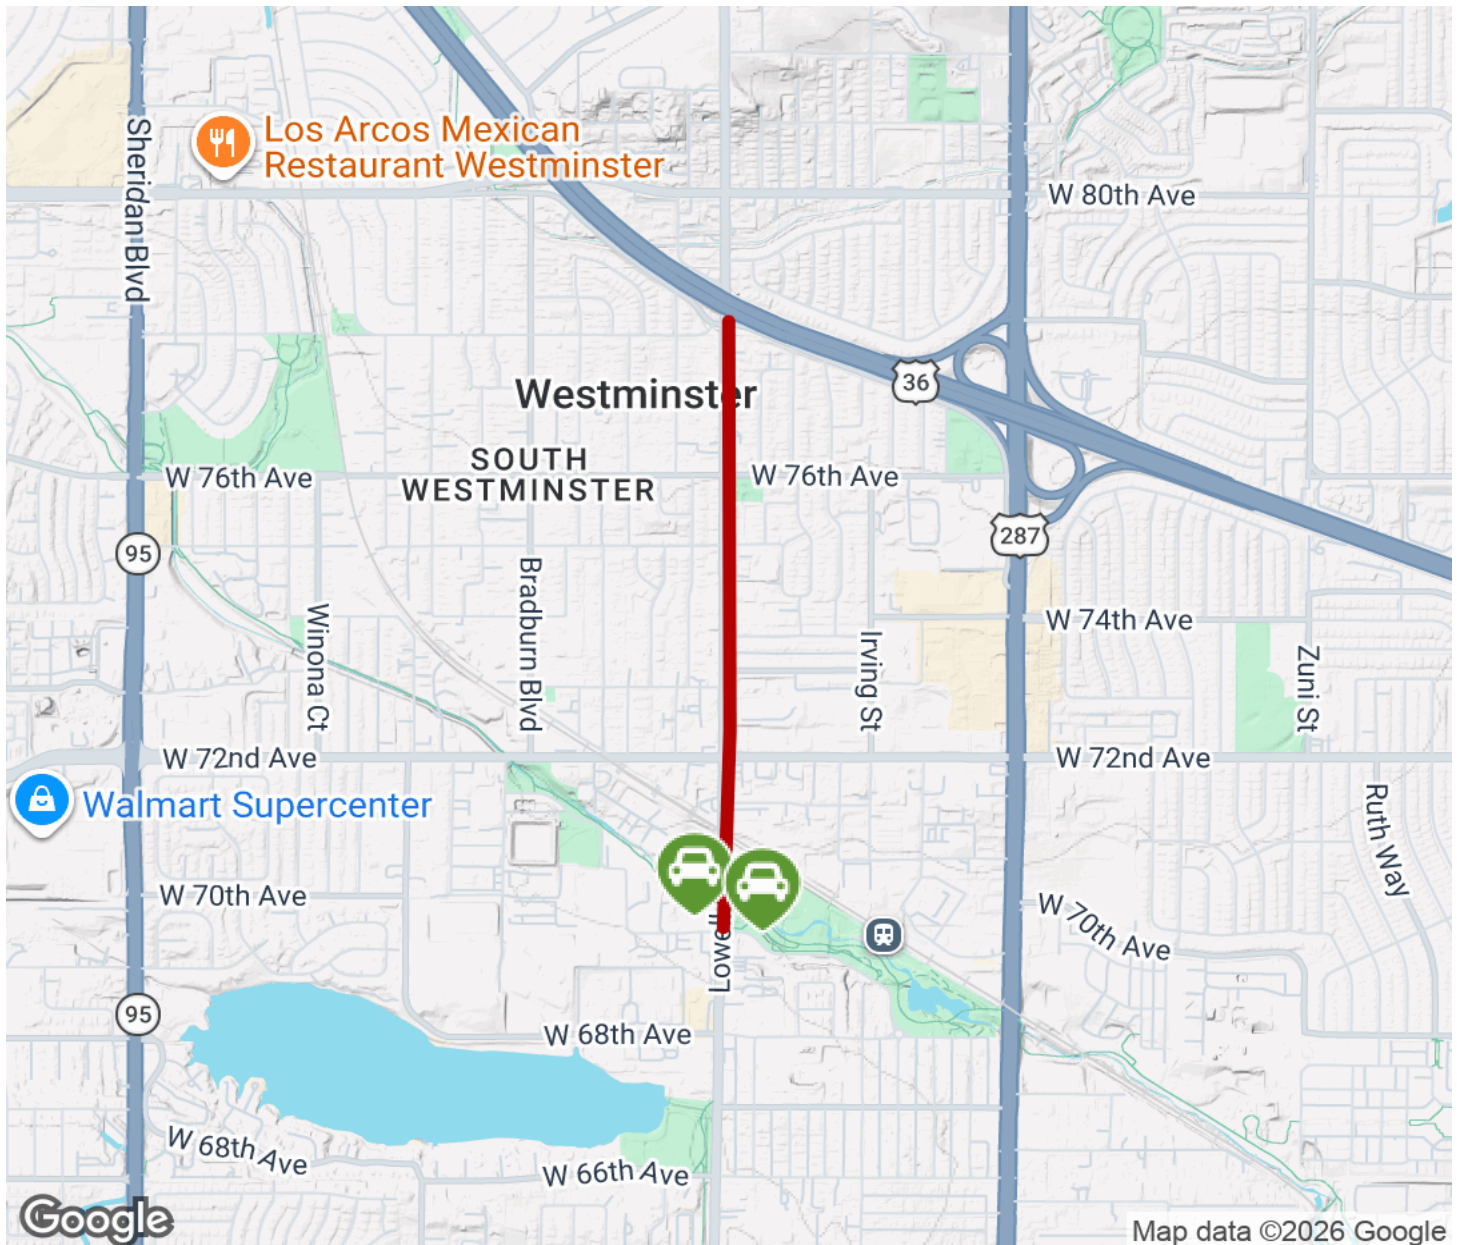 Los Arcos Mexican
Restaurant Westminster
W 80th Ave
Sheridan Blvd
36
Westminster
SOUTH
WESTMINSTER
W 76th Ave
W 76th Ave
287
95
Bradburn Blvd
Winona Ct
Irving St
W 74th Ave
Zuni St
W 72nd Ave
W 72nd Ave
Walmart Supercenter
Ruth Way
W 70th Ave
W 70th Ave
Lowell
95
W 68th Ave
W 68th Ave
W 66th Ave
Google
Map data ©2026 Google